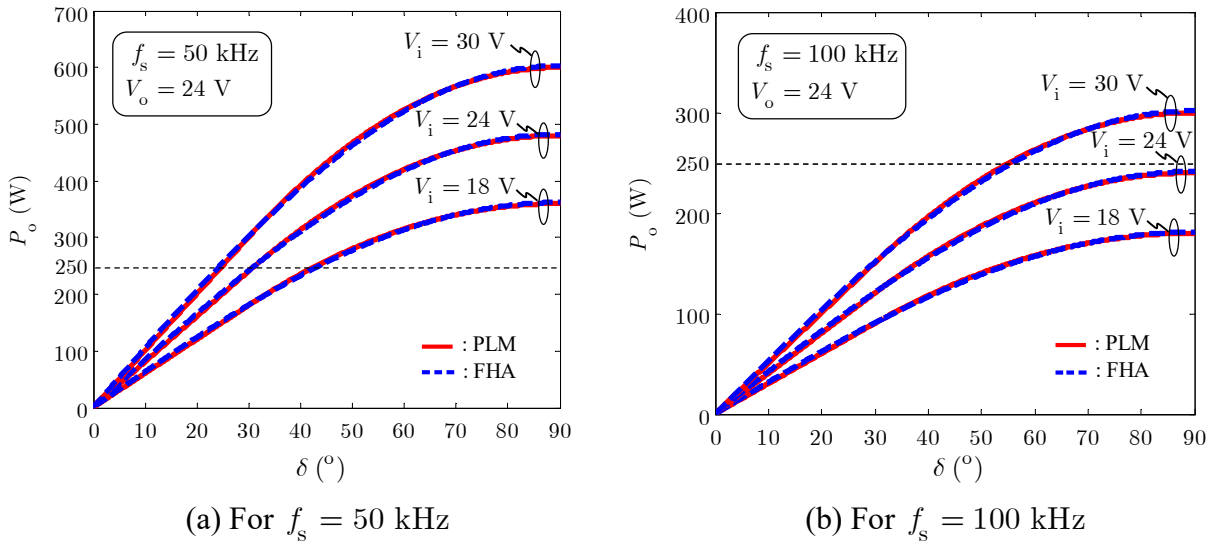 700
600
500
400
300
250
200
100
0
P_o (W)
f_s = 50 kHz
V_o = 24 V
V_i = 30 V
V_i = 24 V
V_i = 18 V
: PLM
: FHA
0 10 20 30 40 50 60 70 80 90
δ (°)
(a) For f_s = 50 kHz
400
300
250
200
100
0
P_o (W)
f_s = 100 kHz
V_o = 24 V
V_i = 30 V
V_i = 24 V
V_i = 18 V
: PLM
: FHA
0 10 20 30 40 50 60 70 80 90
δ (°)
(b) For f_s = 100 kHz